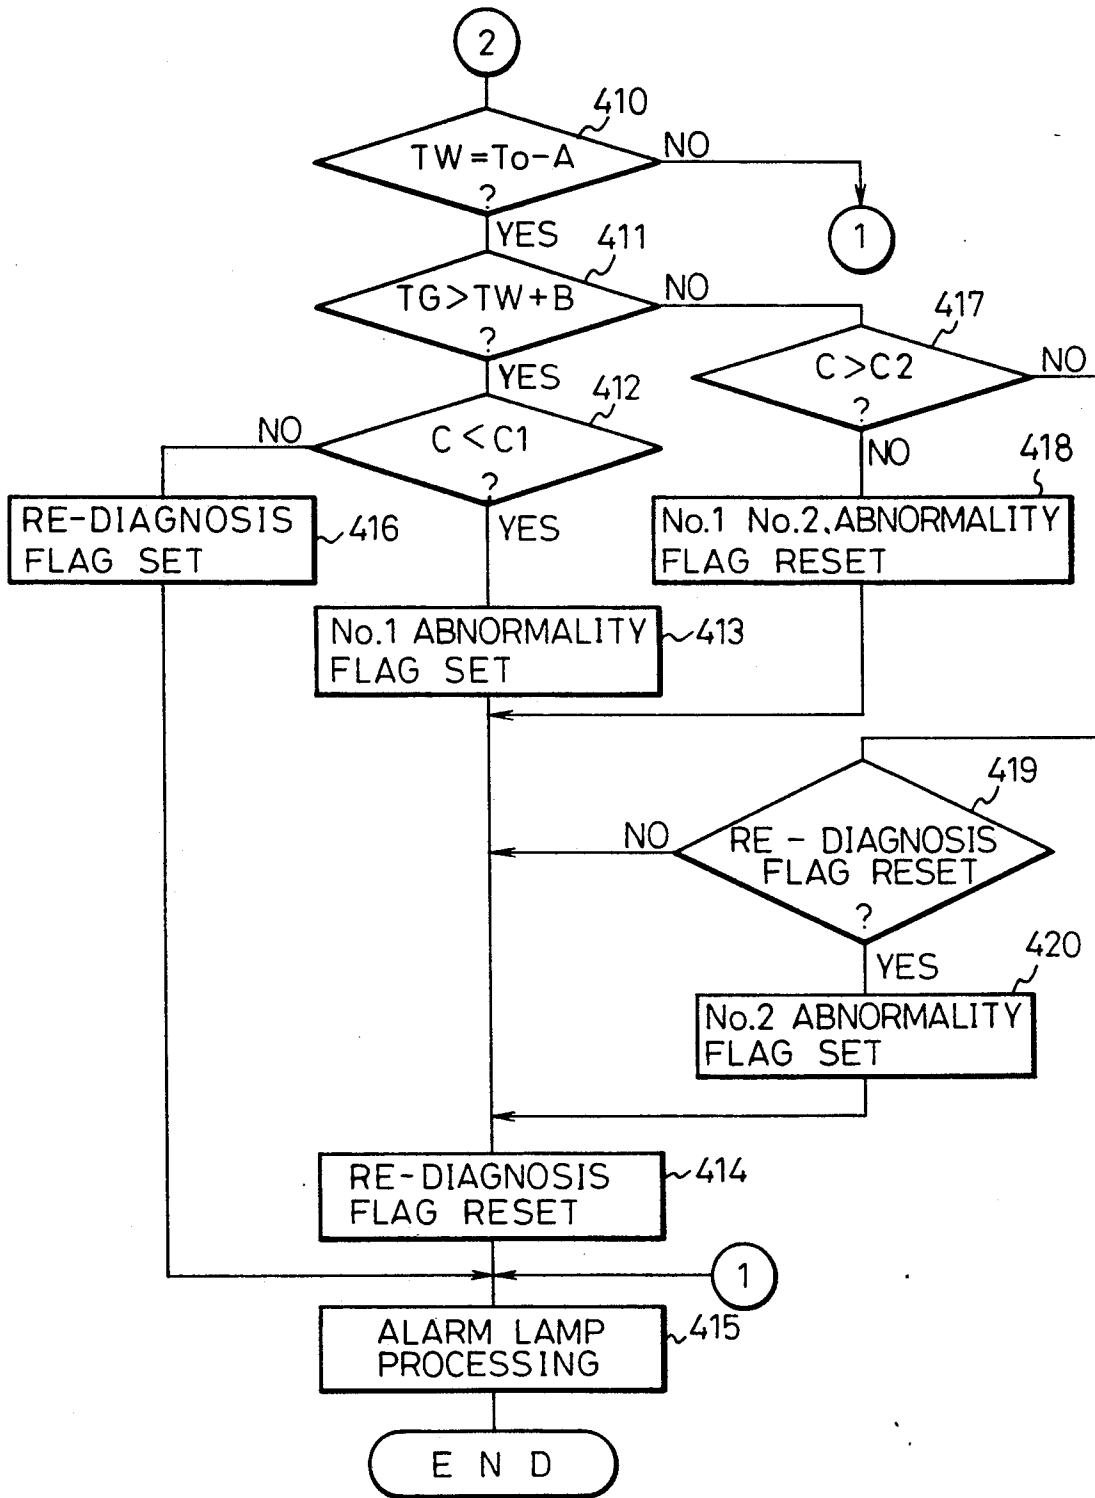 2
410
TW=To-A
?
NO
1
YES
411
TG>TW+B
?
NO
417
C>C2
?
NO
YES
412
C<C1
?
NO
NO
418
RE-DIAGNOSIS
FLAG SET
416
YES
No.1 No.2. ABNORMALITY
FLAG RESET
No.1 ABNORMALITY
FLAG SET
413
419
NO
RE - DIAGNOSIS
FLAG RESET
?
YES
420
No.2 ABNORMALITY
FLAG SET
RE-DIAGNOSIS
FLAG RESET
414
1
ALARM LAMP
PROCESSING
415
END